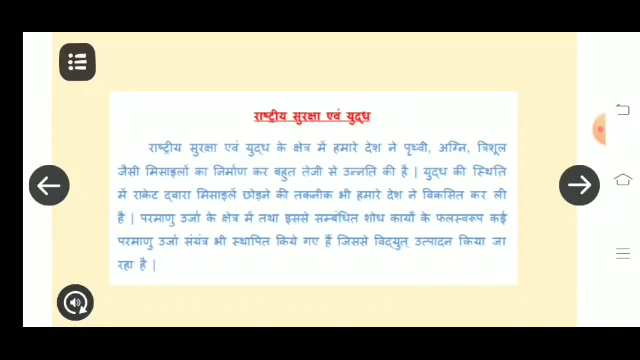 राष्ट्रीय सुरक्षा एवं युद्ध
राष्ट्रीय सुरक्षा एवं युद्ध के क्षेत्र में हमारे देश ने पृथ्वी, अग्नि, त्रिशूल
जैसी मिसाइलों का निर्माण कर बहुत तेजी से उन्नति की है | युद्ध की स्थिति
में राकेट द्बारा मिसाइलें छोड़ने की तकनीक भी हमारे देश ने विकसित कर ली
है | परमाणु उर्जा के क्षेत्र में तथा इससे सम्बंधित शोध कार्यो के फलस्वरूप कई
परमाणु उर्जा संयंत्र भी स्थापित किये गए हैं जिससे विद्युत् उत्पादन किया जा
रहा है |